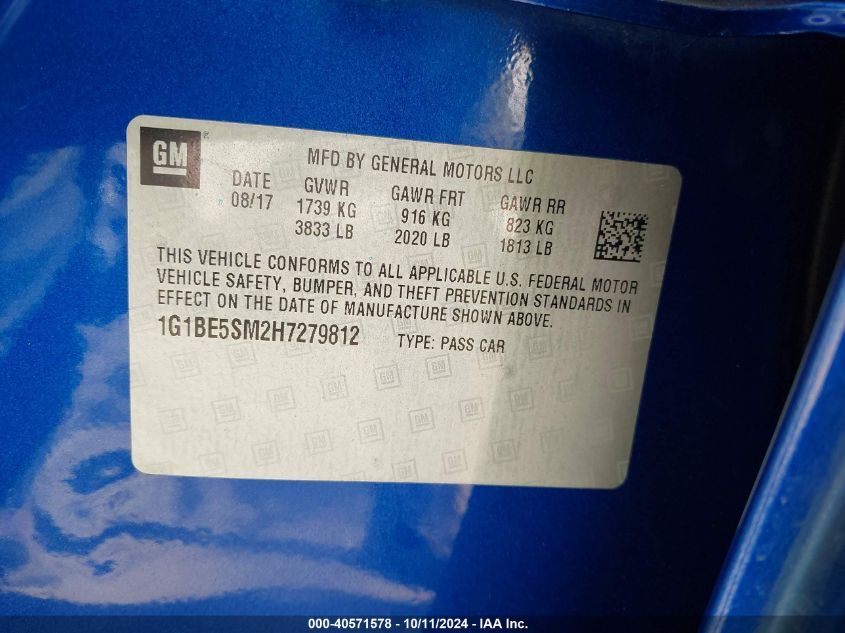 GM
MFD BY GENERAL MOTORS LLC
DATE GVWR GAWR FRT GAWR RR
08/17 1739 KG 916 KG 823 KG
3833 LB 2020 LB 1813 LB
THIS VEHICLE CONFORMS TO ALL APPLICABLE U.S. FEDERAL MOTOR
VEHICLE SAFETY, BUMPER, AND THEFT PREVENTION STANDARDS IN
EFFECT ON THE DATE OF MANUFACTURE SHOWN ABOVE.
1G1BE5SM2H7279812 TYPE: PASS CAR
000-40571578 - 10/11/2024 - IAA Inc.